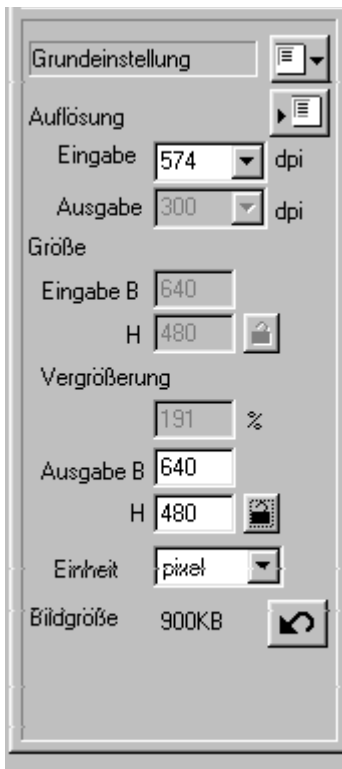 Grundeinstellung
Auflösung
Eingabe 574 dpi
Ausgabe 300 dpi
Größe
Eingabe B 640
H 480
Vergrößerung
191 %
Ausgabe B 640
H 480
Einheit pixel
Bildgröße 900KB